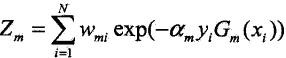 Z_m = \sum_{i=1}^{N} w_{mi} \exp(-\alpha_m y_i G_m(x_i))